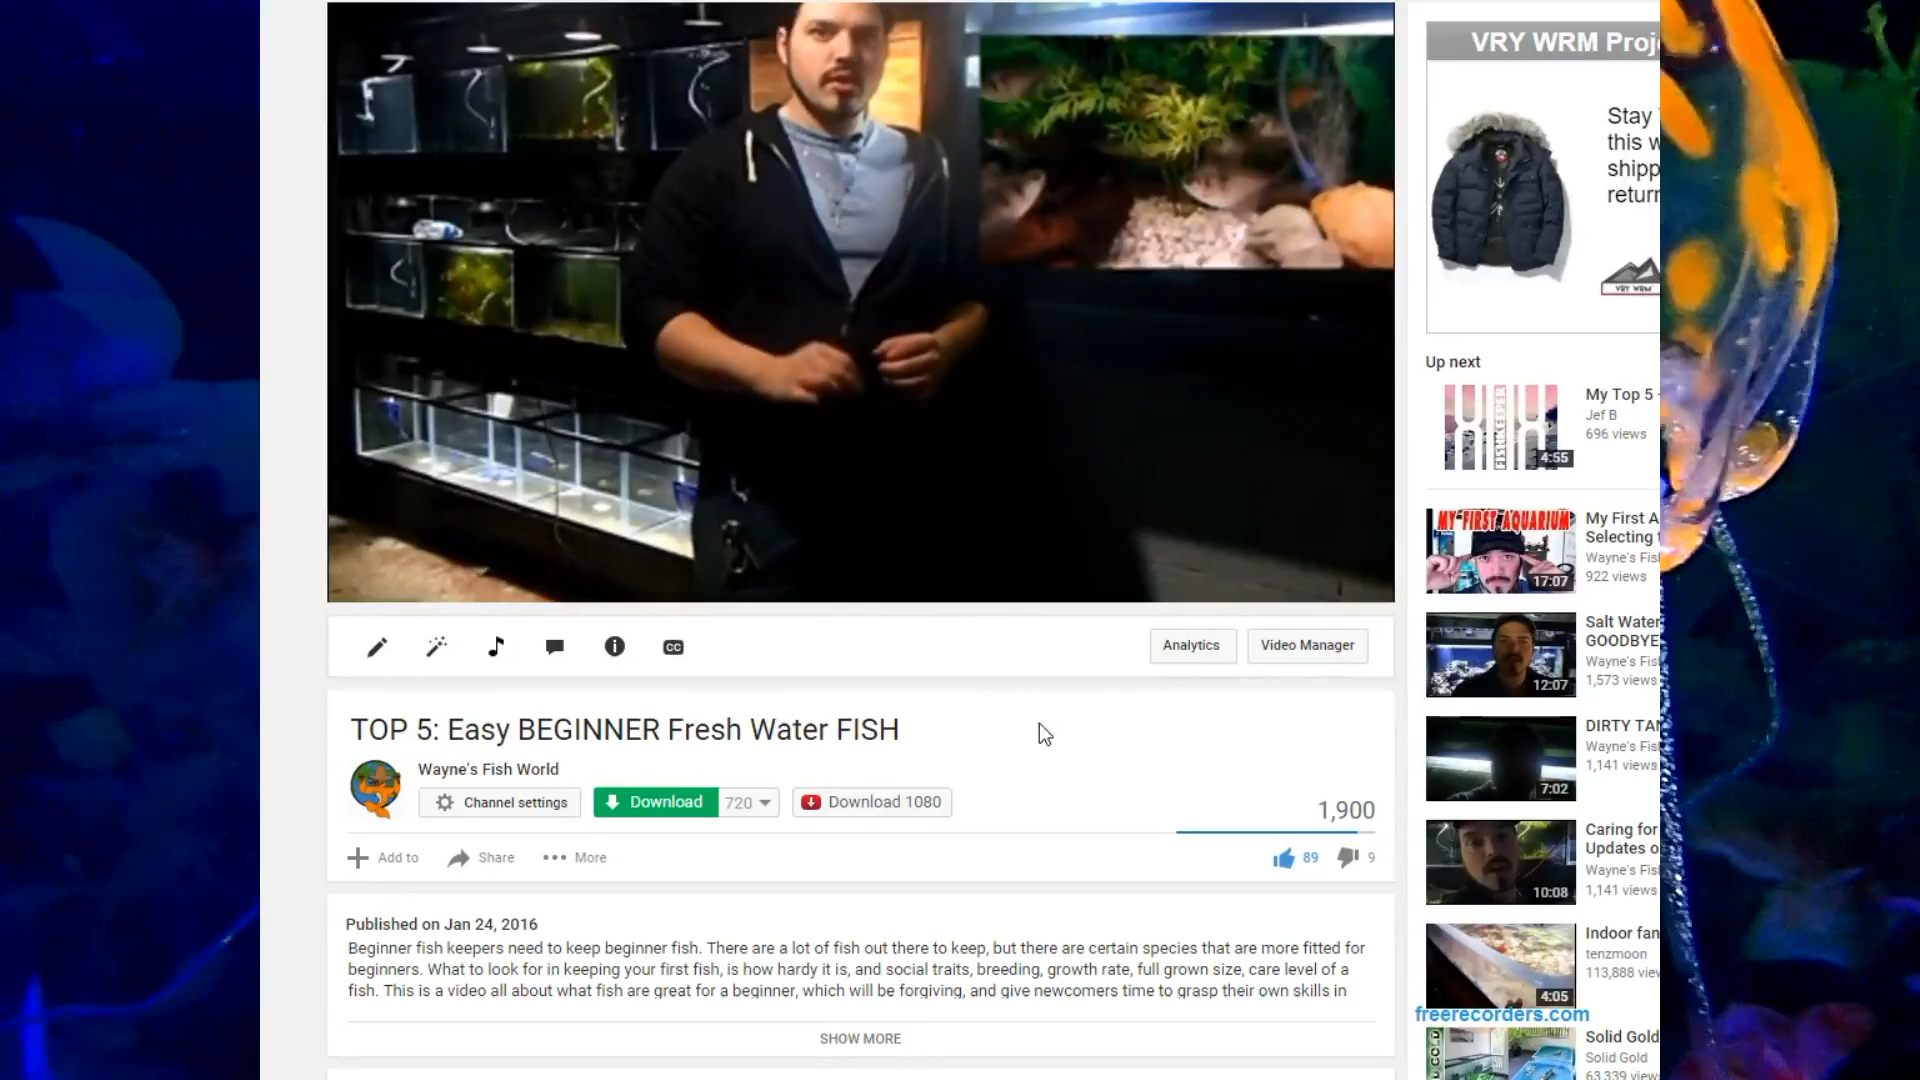 VRY WRM Proj
Stay
this w
shipp
return
VRY WRM
Up next
My Top 5 -
Jef B
696 views
FISHKEEPER
4:55
MY FIRST AQUARIUM
17:07
My First A
Selecting t
Wayne's Fis
922 views
12:07
Salt Water
GOODBYE
Wayne's Fis
1,573 views
7:02
DIRTY TAN
Wayne's Fis
1,141 views
10:08
Caring for
Updates o
Wayne's Fis
1,141 views
4:05
Indoor fan
tenzmoon
113,888 view
freerecorders.com
Solid Gold
Solid Gold
63,339 view
CC
Analytics
Video Manager
TOP 5: Easy BEGINNER Fresh Water FISH
Wayne's Fish World
Channel settings
Download
720
Download 1080
1,900
Add to
Share
More
89
9
Published on Jan 24, 2016
Beginner fish keepers need to keep beginner fish. There are a lot of fish out there to keep, but there are certain species that are more fitted for
beginners. What to look for in keeping your first fish, is how hardy it is, and social traits, breeding, growth rate, full grown size, care level of a
fish. This is a video all about what fish are great for a beginner, which will be forgiving, and give newcomers time to grasp their own skills in
SHOW MORE